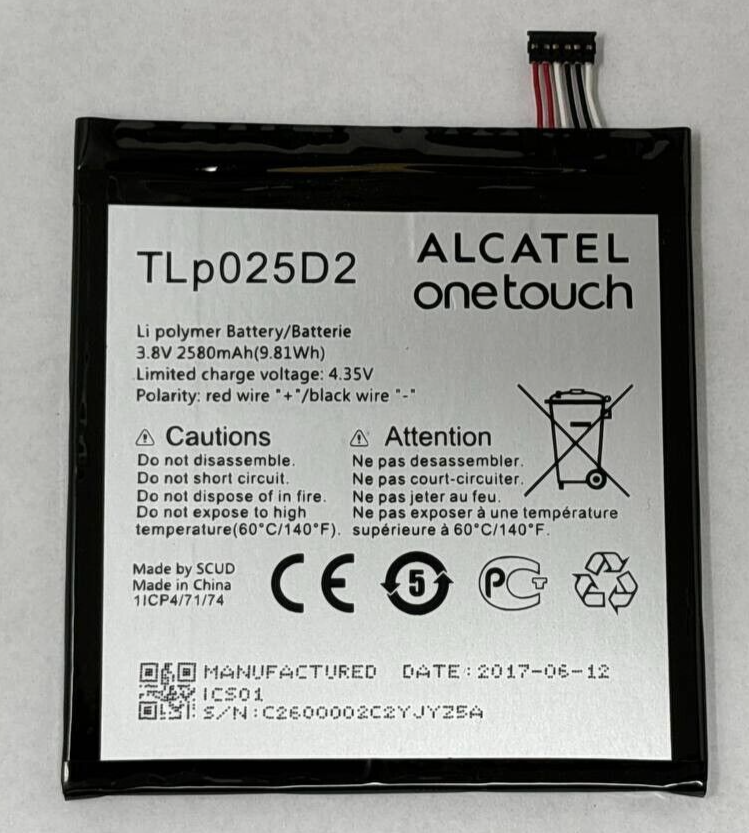 TLp025D2
ALCATEL
onetouch
Li polymer Battery/Batterie
3.8V 2580mAh(9.81Wh)
Limited charge voltage: 4.35V
Polarity: red wire "+"/black wire "-"
Cautions
Do not disassemble.
Do not short circuit.
Do not dispose of in fire.
Do not expose to high
temperature(60°C/140°F).
Attention
Ne pas desassembler.
Ne pas court-circuiter.
Ne pas jeter au feu.
Ne pas exposer à une température
supérieure à 60°C/140°F.
Made by SCUD
Made in China
1ICP4/71/74
CE
5
PCT
MANUFACTURED DATE:2017-06-12
ICS01
S/N:C2600002C2YJYZ5A